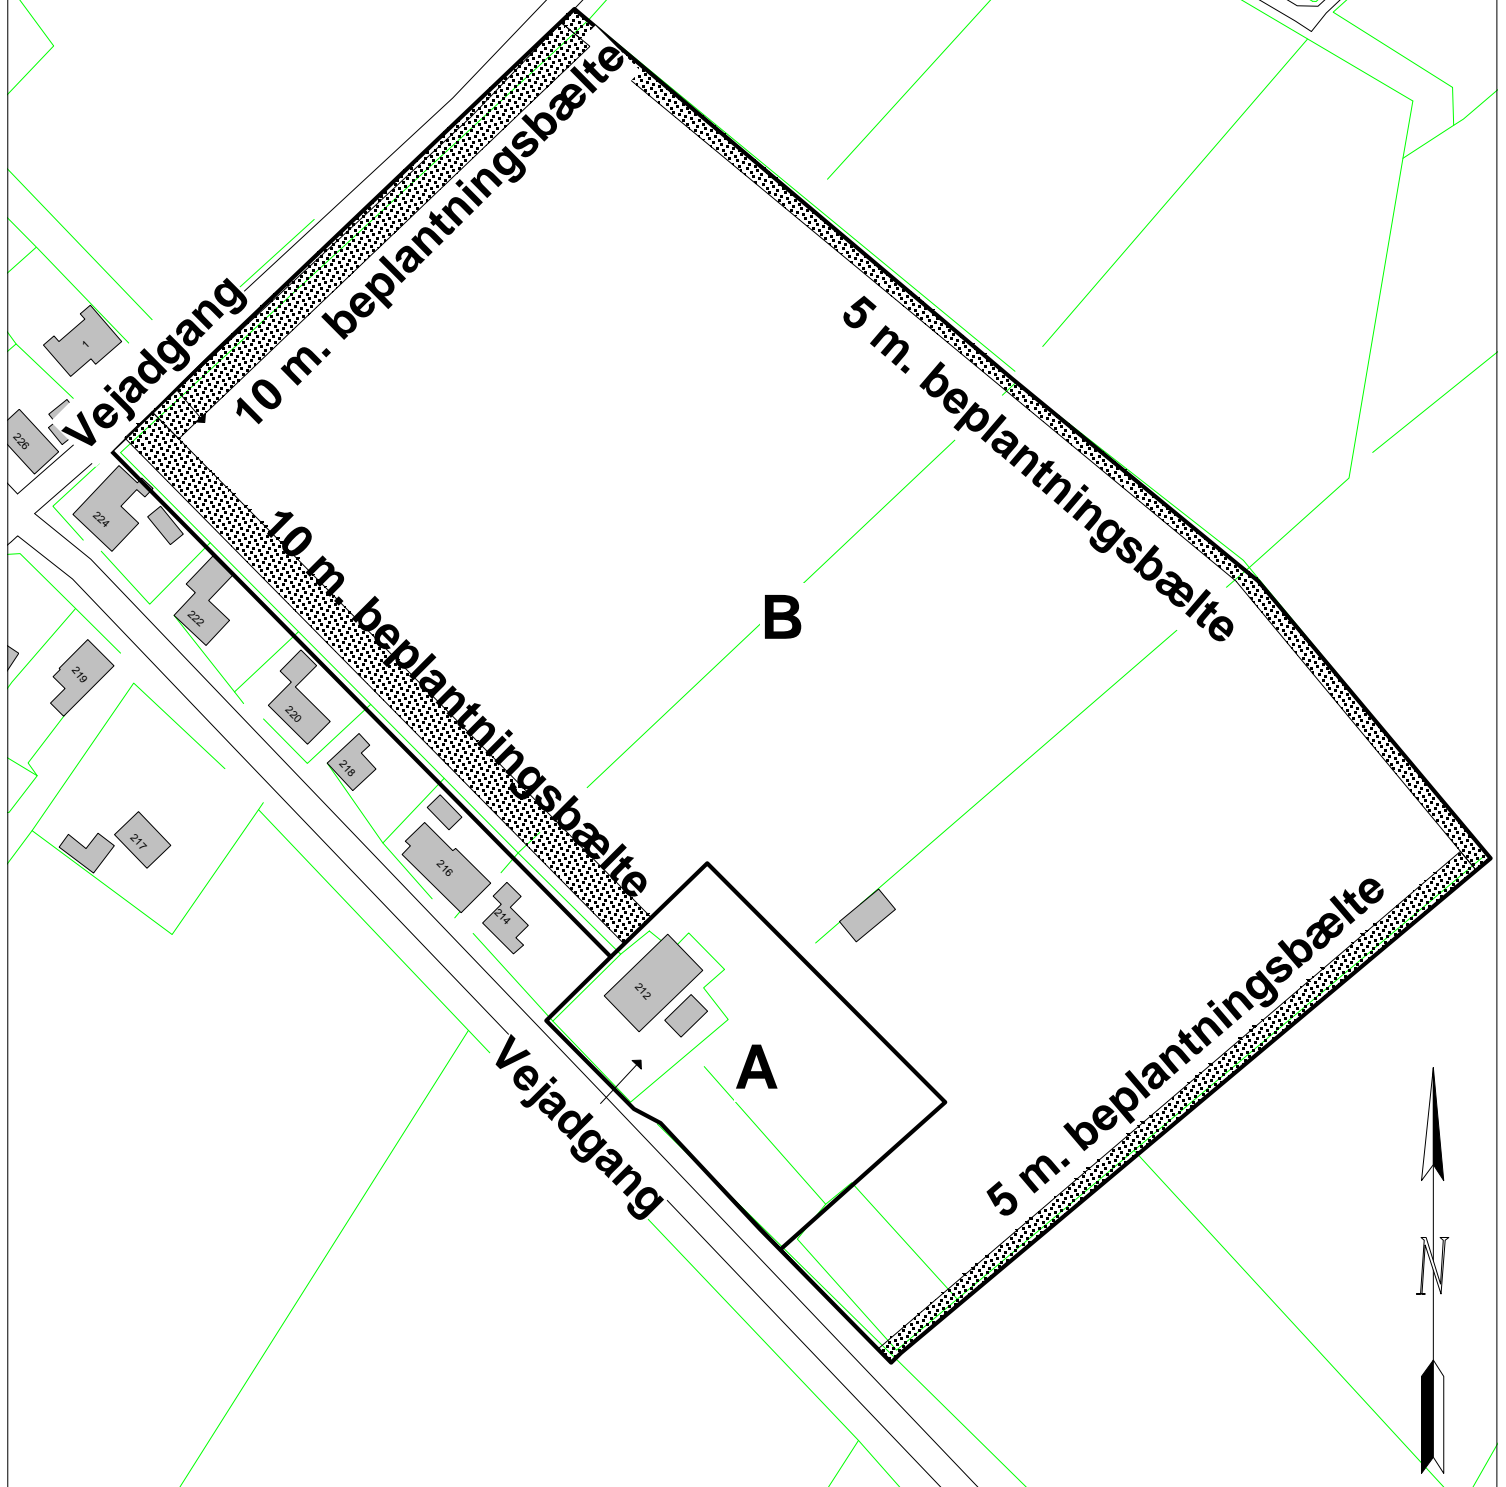 10 m. beplantningsbælte
Vejadgang
5 m. beplantningsbælte
1
226
224
10 m. beplantningsbælte
222
B
219
220
218
217
216
214
5 m. beplantningsbælte
212
A
Vejadgang
N